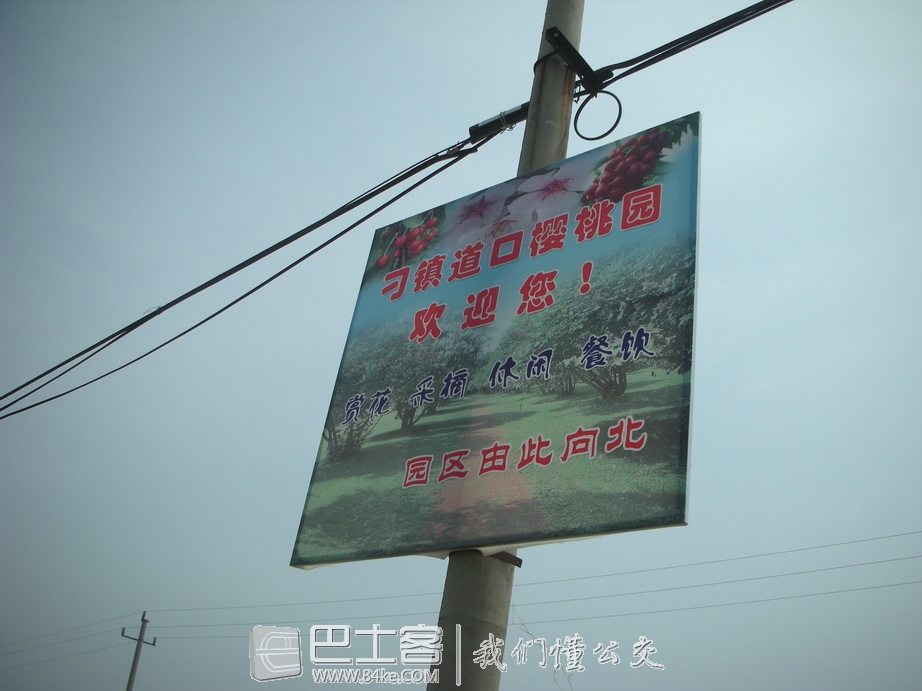 刁镇道口樱桃园
欢迎您！
赏花 采摘 休闲 餐饮
园区由此向北
巴士客 我们懂公交
www.84ke.com